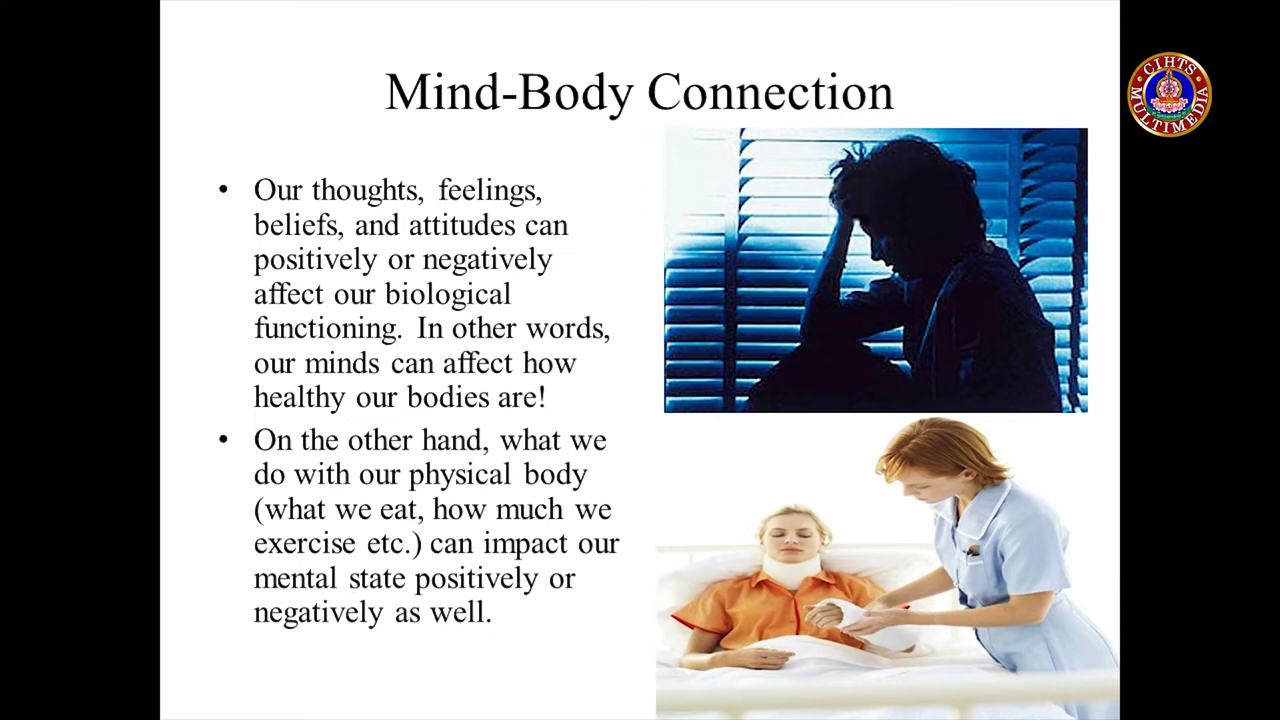 Mind-Body Connection
• Our thoughts, feelings,
beliefs, and attitudes can
positively or negatively
affect our biological
functioning. In other words,
our minds can affect how
healthy our bodies are!
• On the other hand, what we
do with our physical body
(what we eat, how much we
exercise etc.) can impact our
mental state positively or
negatively as well.
CIHTS
MULTIMEDIA